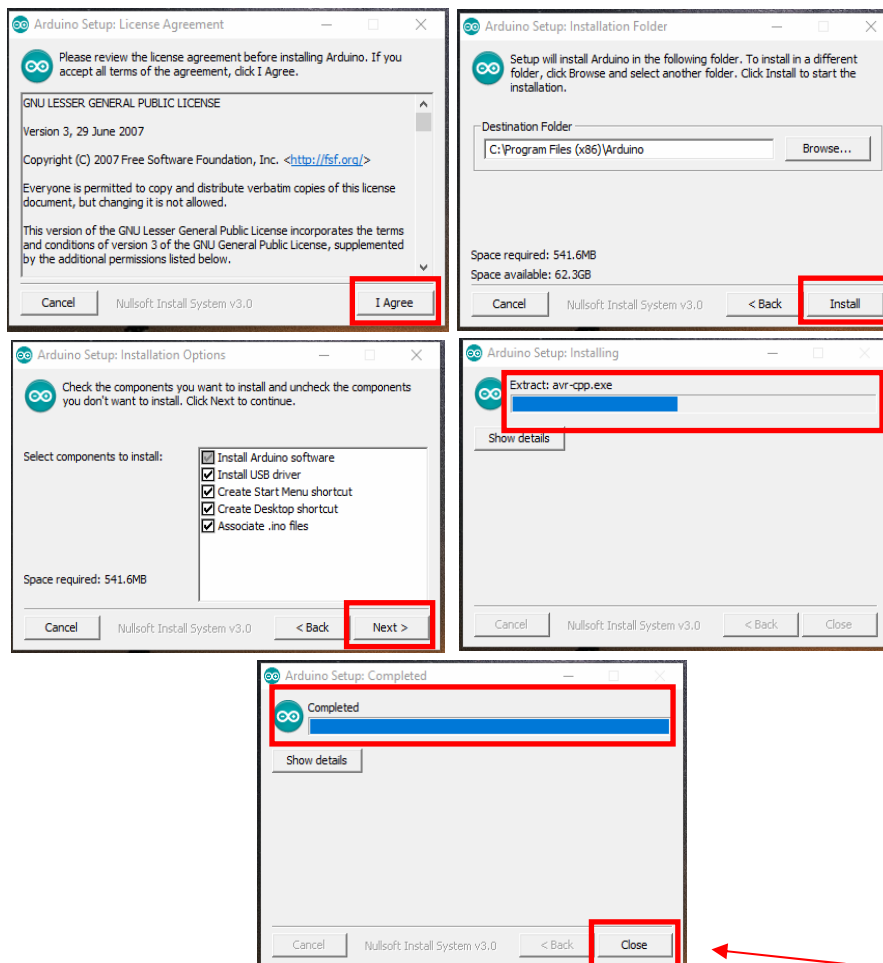 Arduino Setup: License Agreement
Please review the license agreement before installing Arduino. If you
accept all terms of the agreement, click I Agree.
GNU LESSER GENERAL PUBLIC LICENSE
Version 3, 29 June 2007
Copyright (C) 2007 Free Software Foundation, Inc. <http://fsf.org/>
Everyone is permitted to copy and distribute verbatim copies of this license
document, but changing it is not allowed.
This version of the GNU Lesser General Public License incorporates the terms
and conditions of version 3 of the GNU General Public License, supplemented
by the additional permissions listed below.
Cancel Nullsoft Install System v3.0 I Agree
Arduino Setup: Installation Folder
Setup will install Arduino in the following folder. To install in a different
folder, click Browse and select another folder. Click Install to start the
installation.
Destination Folder
C:\Program Files (x86)\Arduino Browse...
Space required: 541.6MB
Space available: 62.3GB
Cancel Nullsoft Install System v3.0 < Back Install
Arduino Setup: Installation Options
Check the components you want to install and uncheck the components
you don't want to install. Click Next to continue.
Select components to install: Install Arduino software
Install USB driver
Create Start Menu shortcut
Create Desktop shortcut
Associate .ino files
Space required: 541.6MB
Cancel Nullsoft Install System v3.0 < Back Next >
Arduino Setup: Installing
Extract: avr-cpp.exe
Show details
Cancel Nullsoft Install System v3.0 < Back Close
Arduino Setup: Completed
Completed
Show details
Cancel Nullsoft Install System v3.0 < Back Close